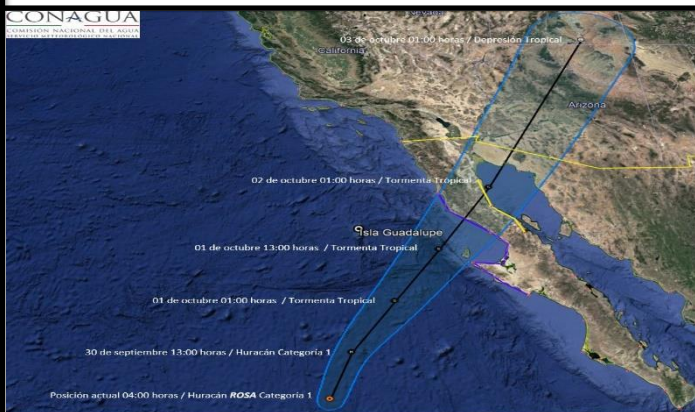 CONAGUA
COMISIÓN NACIONAL DEL AGUA
SERVICIO METEOROLÓGICO NACIONAL
Nevada
03 de octubre 01:00 horas / Depresión Tropical
California
Arizona
02 de octubre 01:00 horas / Tormenta Tropical
Isla Guadalupe
01 de octubre 13:00 horas / Tormenta Tropical
01 de octubre 01:00 horas / Tormenta Tropical
30 de septiembre 13:00 horas / Huracán Categoría 1
Posición actual 04:00 horas / Huracán ROSA Categoría 1